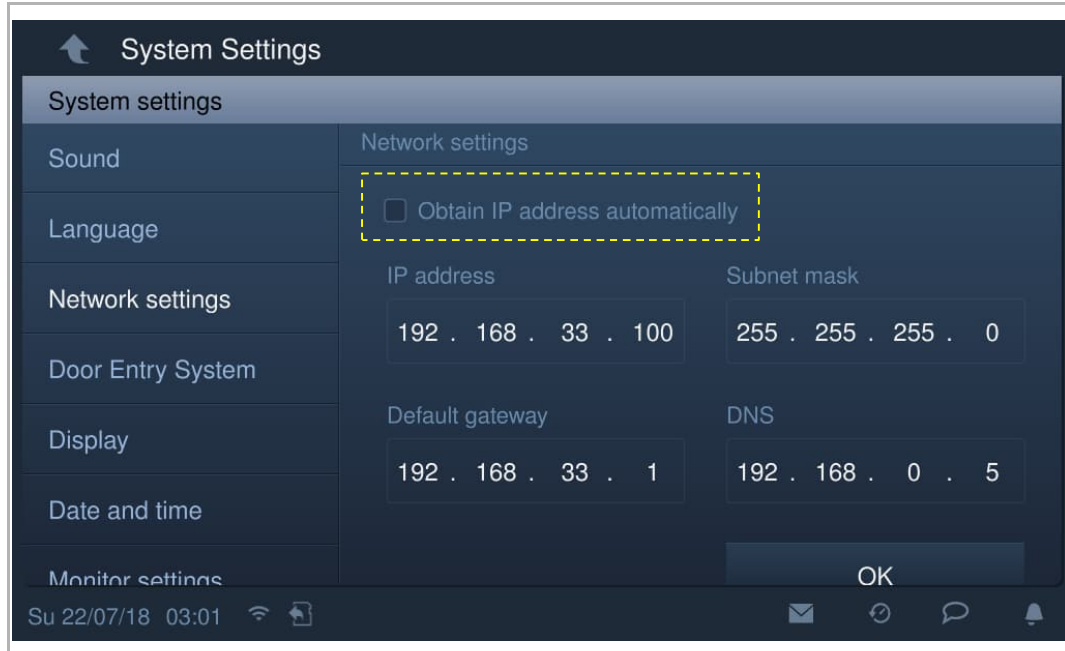 System Settings
System settings
Sound
Language
Network settings
Door Entry System
Display
Date and time
Monitor settings
Network settings
Obtain IP address automatically
IP address
192 . 168 . 33 . 100
Subnet mask
255 . 255 . 255 . 0
Default gateway
192 . 168 . 33 . 1
DNS
192 . 168 . 0 . 5
OK
Su 22/07/18 03:01